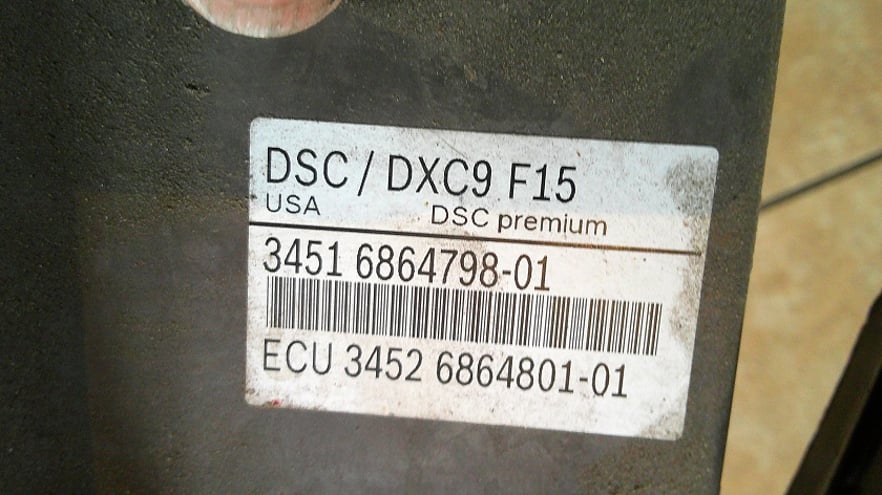 DSC / DXC9 F15
USA DSC premium
3451 6864798-01
ECU 3452 6864801-01